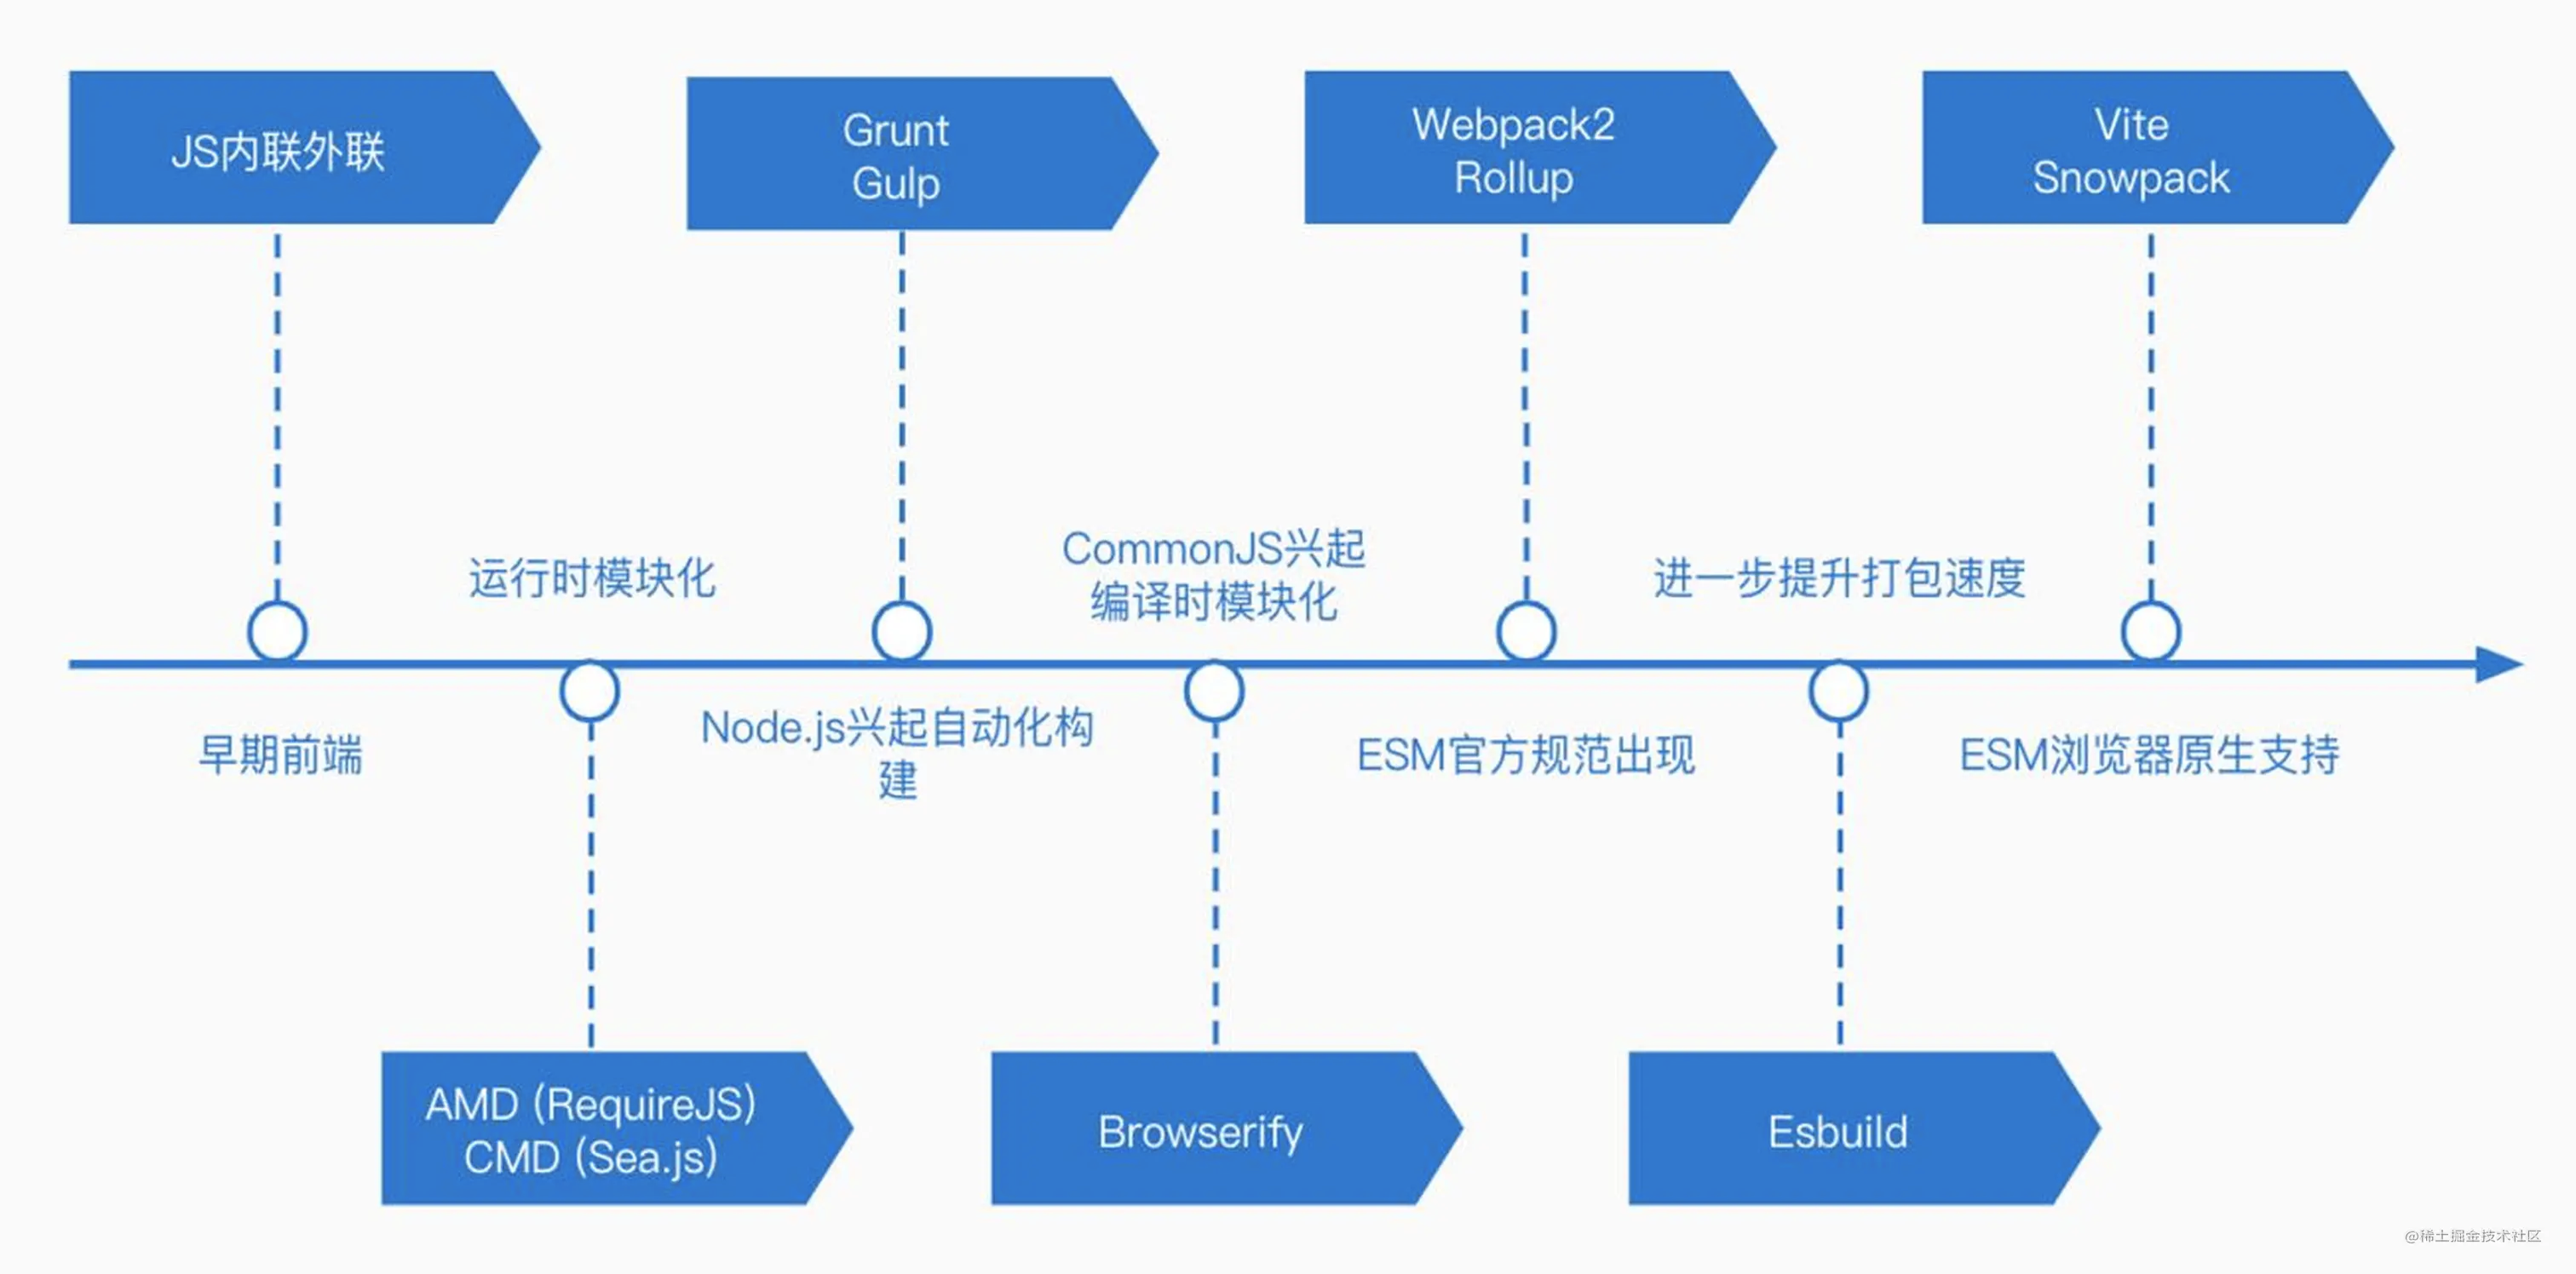 JS内联外联
Grunt
Gulp
Webpack2
Rollup
Vite
Snowpack
运行时模块化
CommonJS兴起
编译时模块化
进一步提升打包速度
早期前端
Node.js兴起自动化构
建
ESM官方规范出现
ESM浏览器原生支持
AMD (RequireJS)
CMD (Sea.js)
Browserify
Esbuild
@稀土掘金技术社区